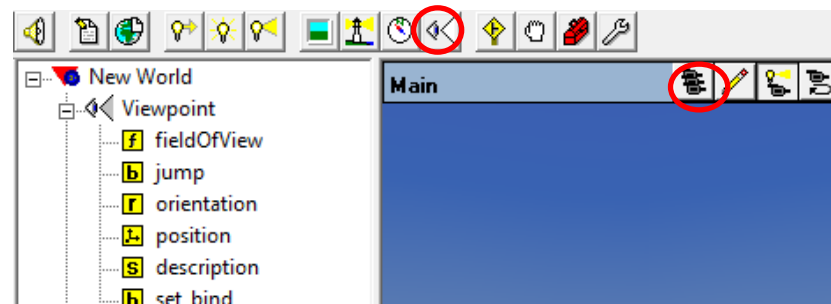 New World
Main
Viewpoint
f fieldOfView
b jump
r orientation
position
S description
b set_bind